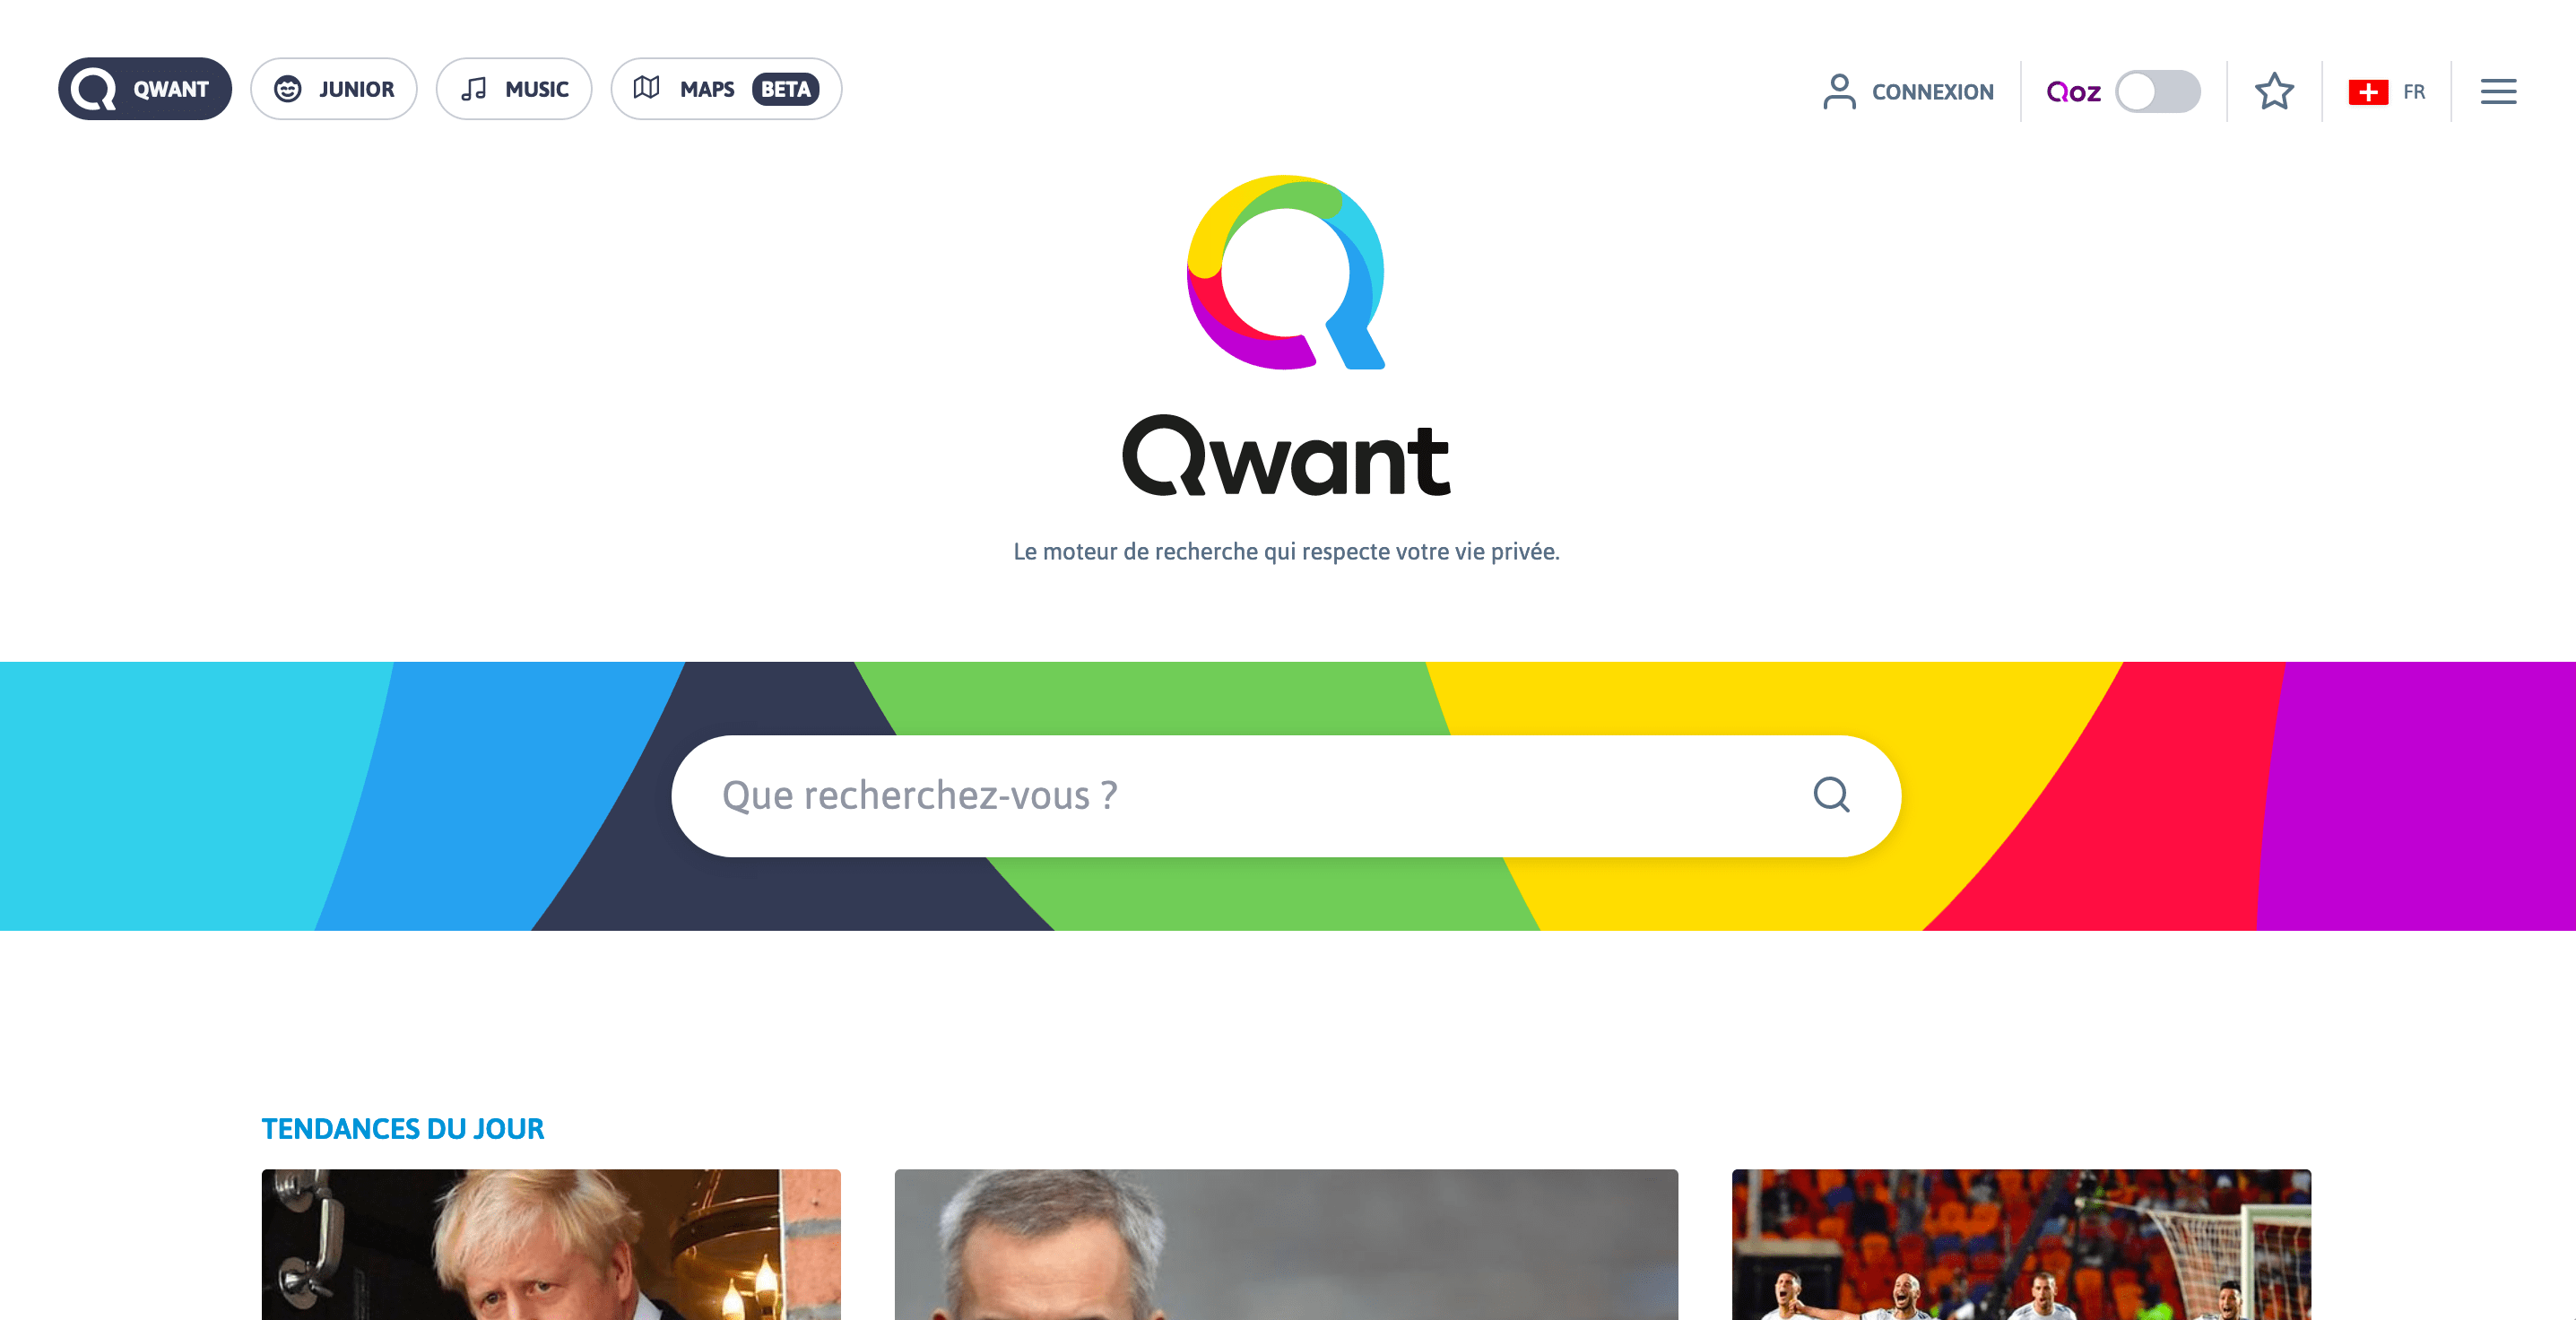 QWANT
JUNIOR
MUSIC
MAPS BETA
CONNEXION
Qoz
FR
Qwant
Le moteur de recherche qui respecte votre vie privée.
Que recherchez-vous ?
TENDANCES DU JOUR